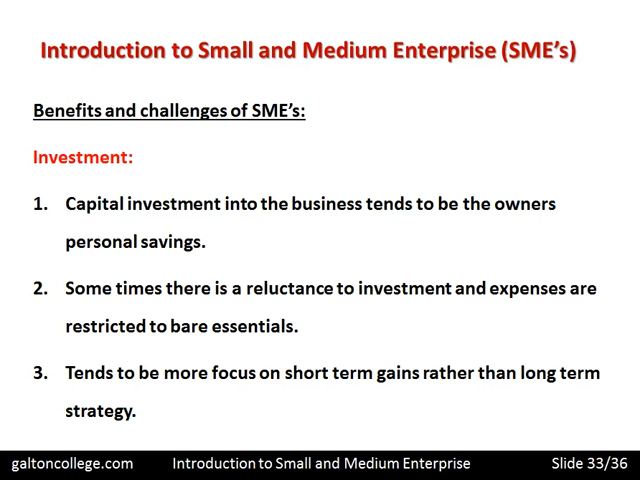 Introduction to Small and Medium Enterprise (SME's)
Benefits and challenges of SME's:
Investment:
1. Capital investment into the business tends to be the owners
personal savings.
2. Some times there is a reluctance to investment and expenses are
restricted to bare essentials.
3. Tends to be more focus on short term gains rather than long term
strategy.
galtoncollege.com Introduction to Small and Medium Enterprise Slide 33/36